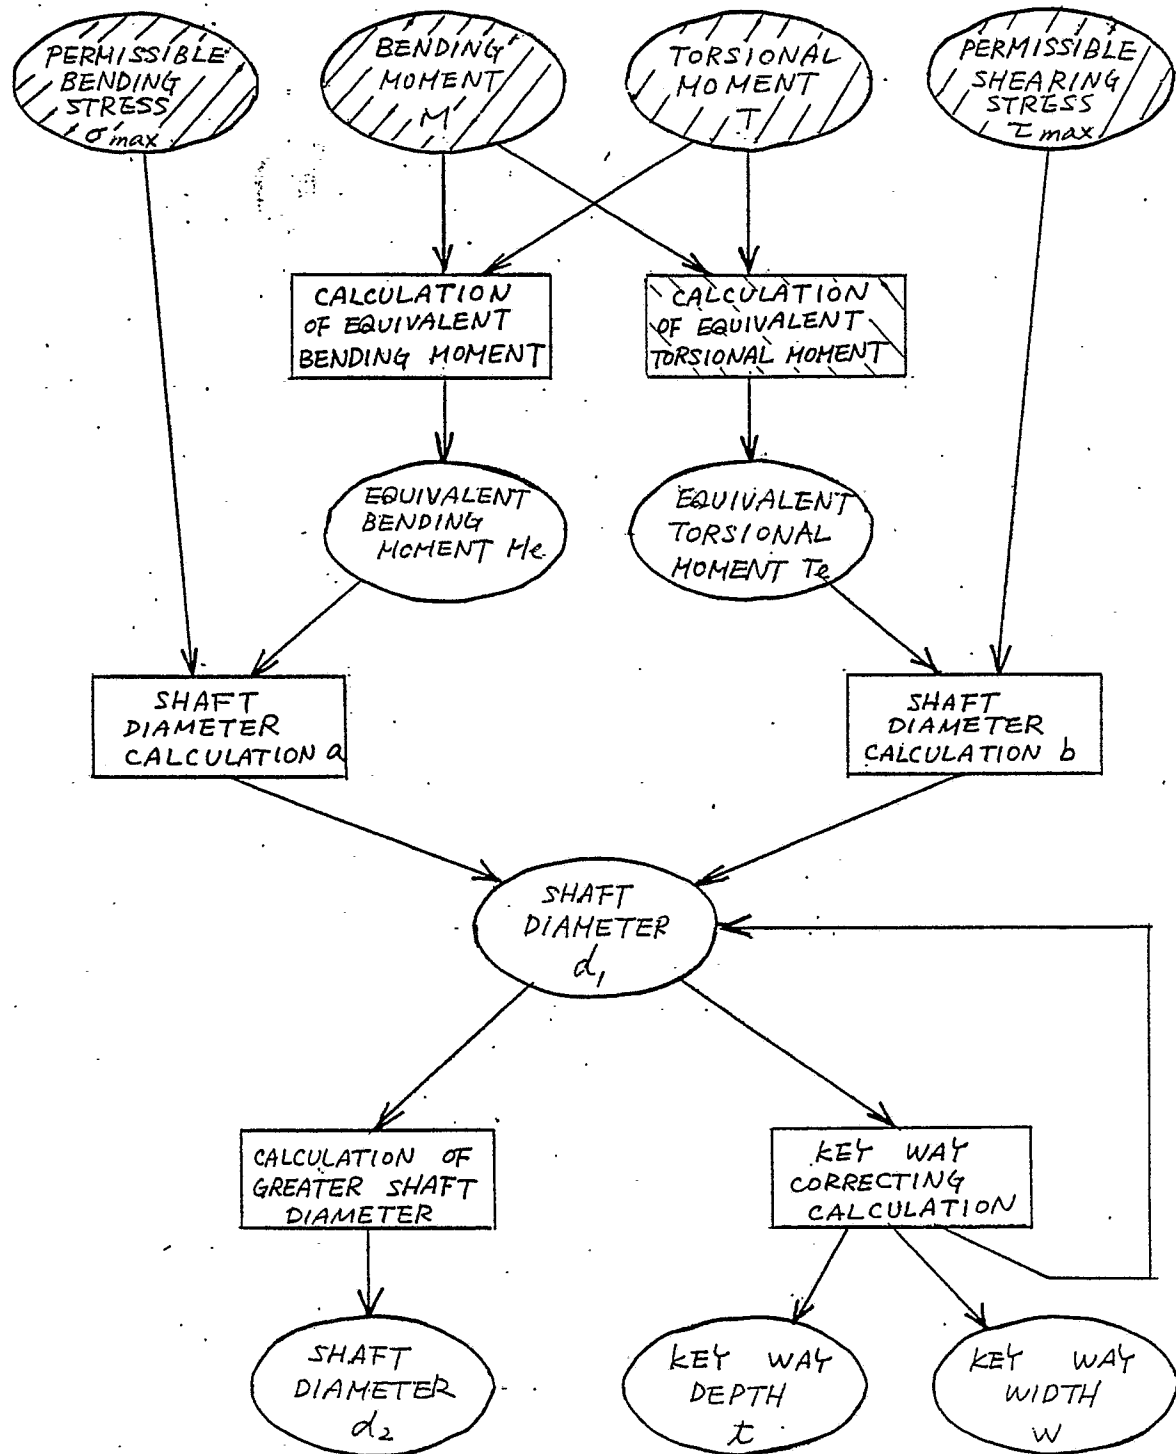 PERMISSIBLE
BENDING
STRESS
σmax
BENDING
MOMENT
M
TORSIONAL
MOMENT
T
PERMISSIBLE
SHEARING
STRESS
τmax
CALCULATION
OF EQUIVALENT
BENDING MOMENT
CALCULATION
OF EQUIVALENT
TORSIONAL MOMENT
EQUIVALENT
BENDING
MOMENT Me
EQUIVALENT
TORSIONAL
MOMENT Te
SHAFT
DIAMETER
CALCULATION a
SHAFT
DIAMETER
CALCULATION b
SHAFT
DIAMETER
d1
CALCULATION OF
GREATER SHAFT
DIAMETER
KEY WAY
CORRECTING
CALCULATION
SHAFT
DIAMETER
d2
KEY WAY
DEPTH
t
KEY WAY
WIDTH
W